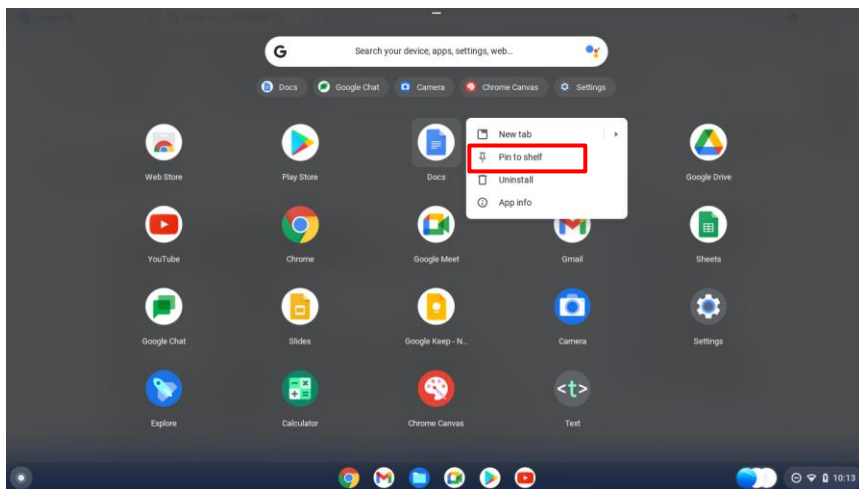 Search your device, apps, settings, web...
Docs Google Chat Camera Chrome Canvas Settings
New tab
Pin to shelf
Uninstall
App info
Web Store Play Store Docs Google Drive
YouTube Chrome Google Meet Gmail Sheets
Google Chat Slides Google Keep - N... Camera Settings
<t>
Explore Calculator Chrome Canvas Text
10:13